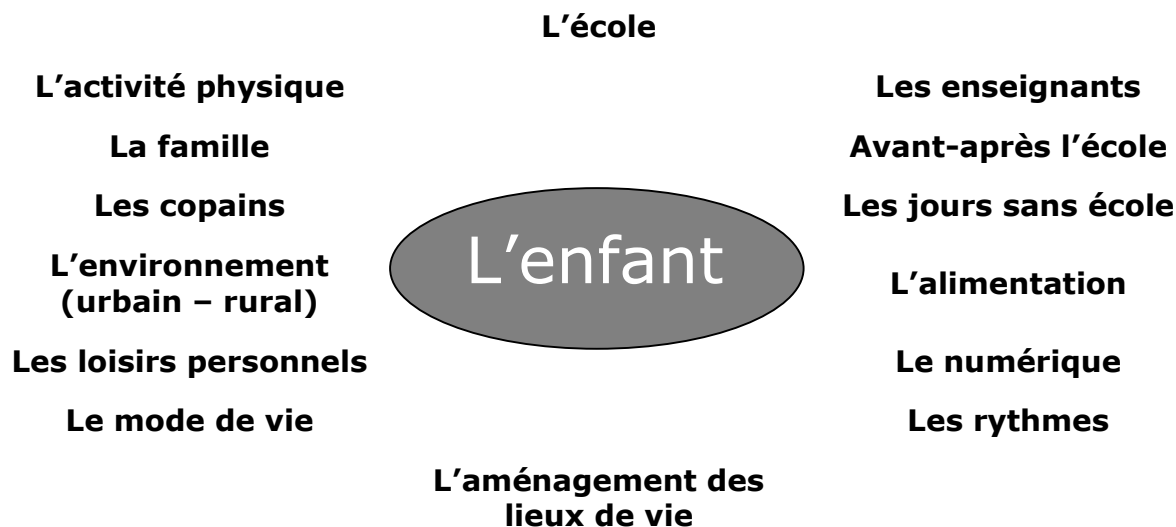 L’école
L’activité physique
Les enseignants
La famille
Avant-après l’école
Les copains
Les jours sans école
L’enfant
L’environnement
(urbain – rural)
L’alimentation
Les loisirs personnels
Le numérique
Le mode de vie
Les rythmes
L’aménagement des
lieux de vie